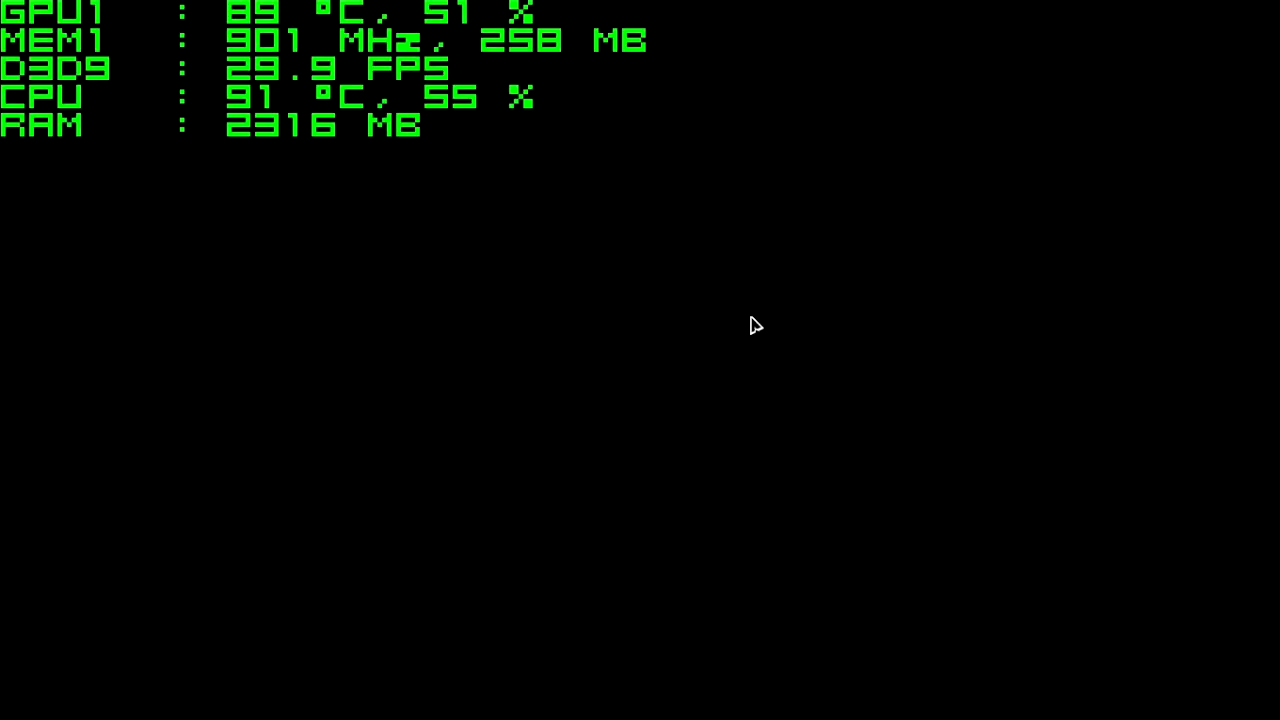 GPU1 : 89 °C, 51 %
MEM1 : 901 MHz, 258 MB
D3D9 : 29.9 FPS
CPU : 91 °C, 55 %
RAM : 2316 MB